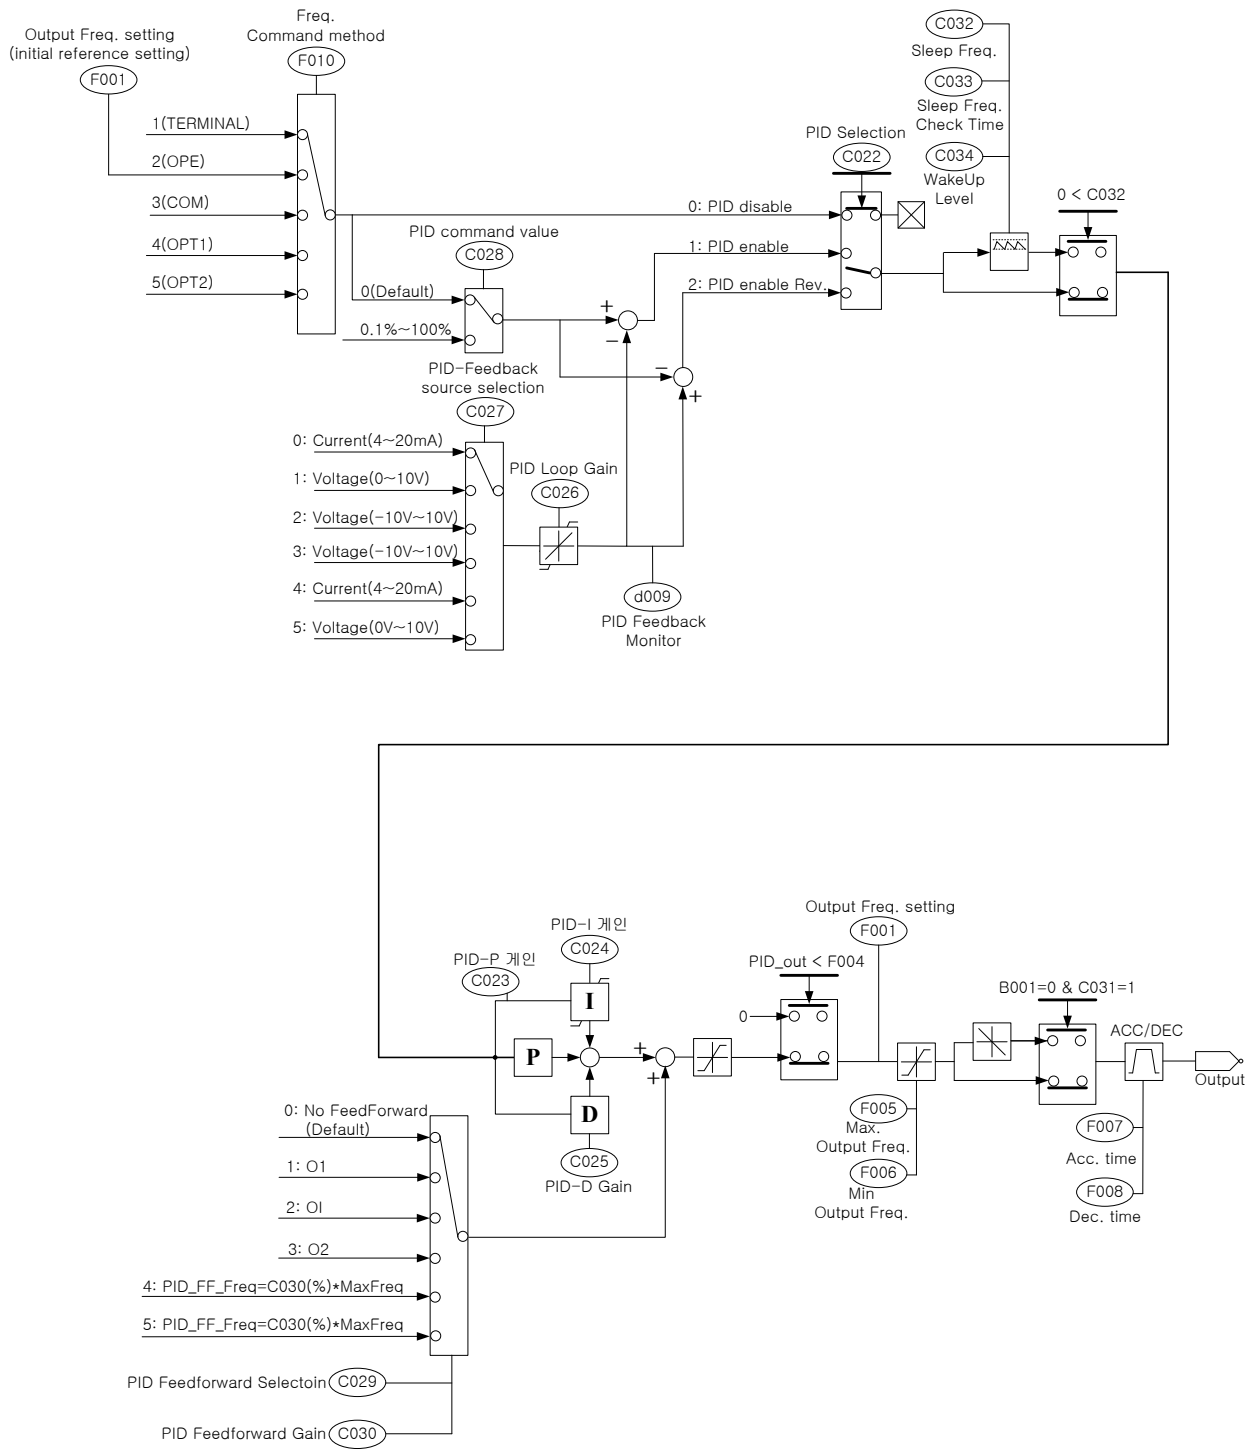 Freq.
Command method
F010
Output Freq. setting
(initial reference setting)
F001
1(TERMINAL)
2(OPE)
3(COM)
4(OPT1)
5(OPT2)
C032
Sleep Freq.
C033
Sleep Freq.
Check Time
C034
WakeUp
Level
PID Selection
C022
0 < C032
0: PID disable
1: PID enable
2: PID enable Rev.
PID command value
C028
0(Default)
0.1%~100%
+
−
−
+
PID-Feedback
source selection
C027
0: Current(4~20mA)
1: Voltage(0~10V)
2: Voltage(-10V~10V)
3: Voltage(-10V~10V)
4: Current(4~20mA)
5: Voltage(0V~10V)
PID Loop Gain
C026
d009
PID Feedback
Monitor
PID-I 게인
C024
PID-P 게인
C023
I
P
D
C025
PID-D Gain
+
+
Output Freq. setting
F001
PID_out < F004
0
B001=0 & C031=1
ACC/DEC
Output
F005
Max.
Output Freq.
F006
Min
Output Freq.
F007
Acc. time
F008
Dec. time
0: No FeedForward
(Default)
1: O1
2: OI
3: O2
4: PID_FF_Freq=C030(%)*MaxFreq
5: PID_FF_Freq=C030(%)*MaxFreq
PID Feedforward Selectoin C029
PID Feedforward Gain C030